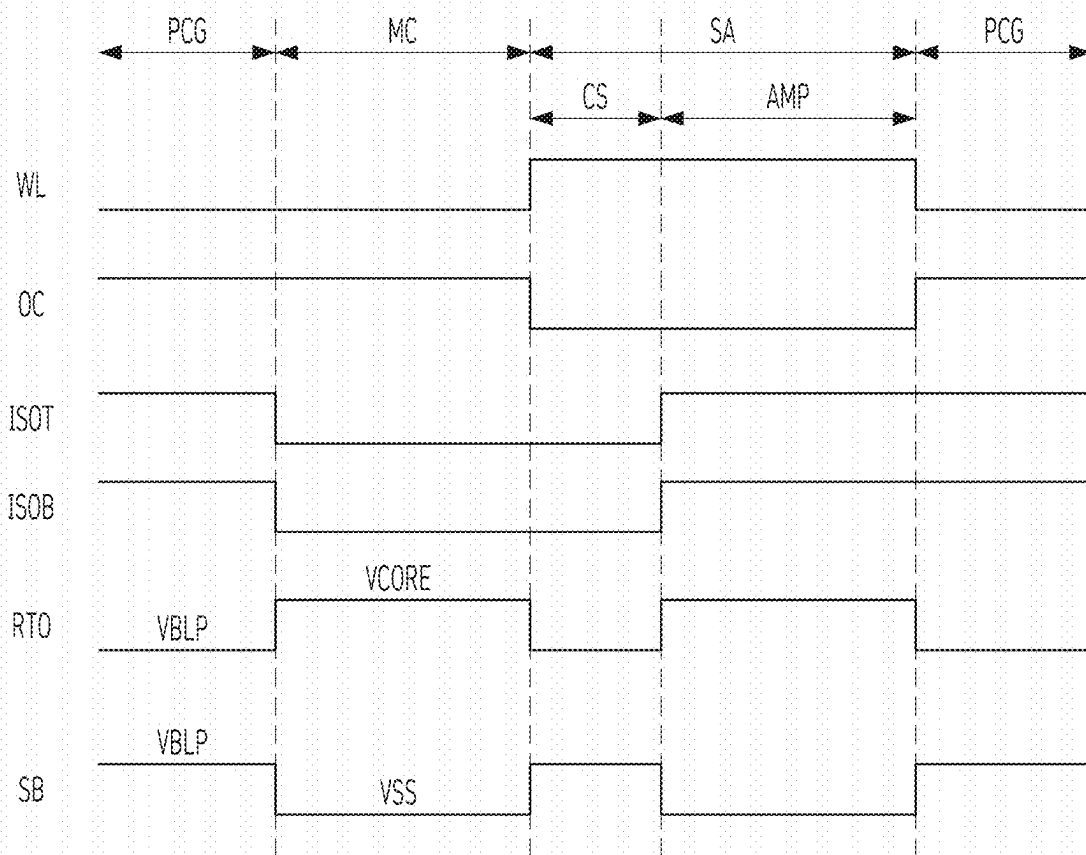 PCG MC SA PCG
CS AMP
WL
OC
ISOT
ISOB
VCORE
RTO VBLP
VBLP
SB VSS